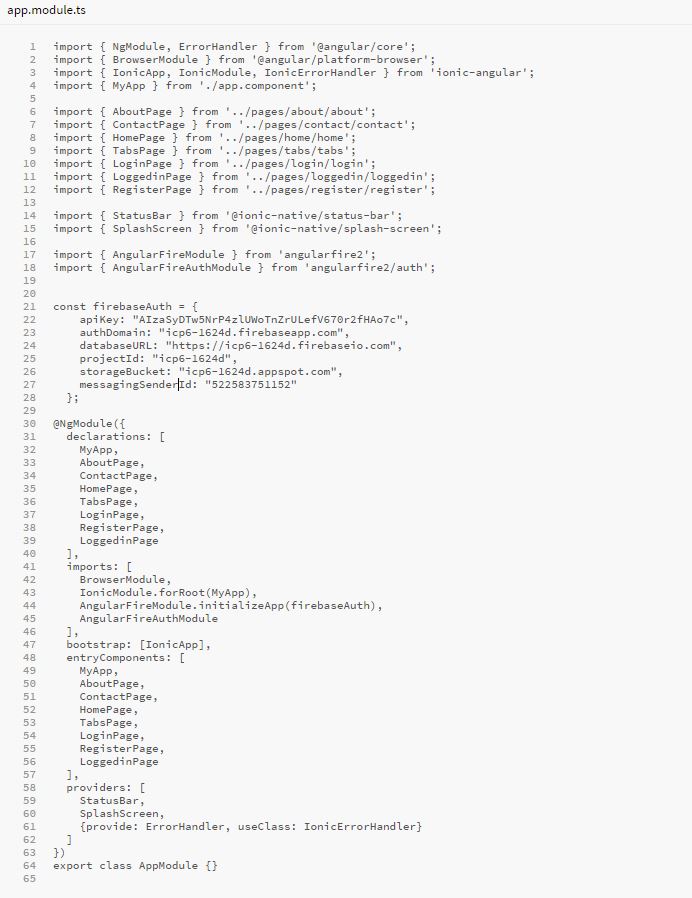 app.module.ts
1 import { NgModule, ErrorHandler } from '@angular/core';
2 import { BrowserModule } from '@angular/platform-browser';
3 import { IonicApp, IonicModule, IonicErrorHandler } from 'ionic-angular';
4 import { MyApp } from './app.component';
5
6 import { AboutPage } from '../pages/about/about';
7 import { ContactPage } from '../pages/contact/contact';
8 import { HomePage } from '../pages/home/home';
9 import { TabsPage } from '../pages/tabs/tabs';
10 import { LoginPage } from '../pages/login/login';
11 import { LoggedinPage } from '../pages/loggedin/loggedin';
12 import { RegisterPage } from '../pages/register/register';
13
14 import { StatusBar } from '@ionic-native/status-bar';
15 import { SplashScreen } from '@ionic-native/splash-screen';
16
17 import { AngularFireModule } from 'angularfire2';
18 import { AngularFireAuthModule } from 'angularfire2/auth';
19
20
21 const firebaseAuth = {
22     apiKey: "AIzaSyDTw5NrP4zlUWoTnZrULefV670r2fHAo7c",
23     authDomain: "icp6-1624d.firebaseapp.com",
24     databaseURL: "https://icp6-1624d.firebaseio.com",
25     projectId: "icp6-1624d",
26     storageBucket: "icp6-1624d.appspot.com",
27     messagingSenderId: "522583751152"
28   };
29
30 @NgModule({
31   declarations: [
32     MyApp,
33     AboutPage,
34     ContactPage,
35     HomePage,
36     TabsPage,
37     LoginPage,
38     RegisterPage,
39     LoggedinPage
40   ],
41   imports: [
42     BrowserModule,
43     IonicModule.forRoot(MyApp),
44     AngularFireModule.initializeApp(firebaseAuth),
45     AngularFireAuthModule
46   ],
47   bootstrap: [IonicApp],
48   entryComponents: [
49     MyApp,
50     AboutPage,
51     ContactPage,
52     HomePage,
53     TabsPage,
54     LoginPage,
55     RegisterPage,
56     LoggedinPage
57   ],
58   providers: [
59     StatusBar,
60     SplashScreen,
61     {provide: ErrorHandler, useClass: IonicErrorHandler}
62   ]
63 })
64 export class AppModule {}
65